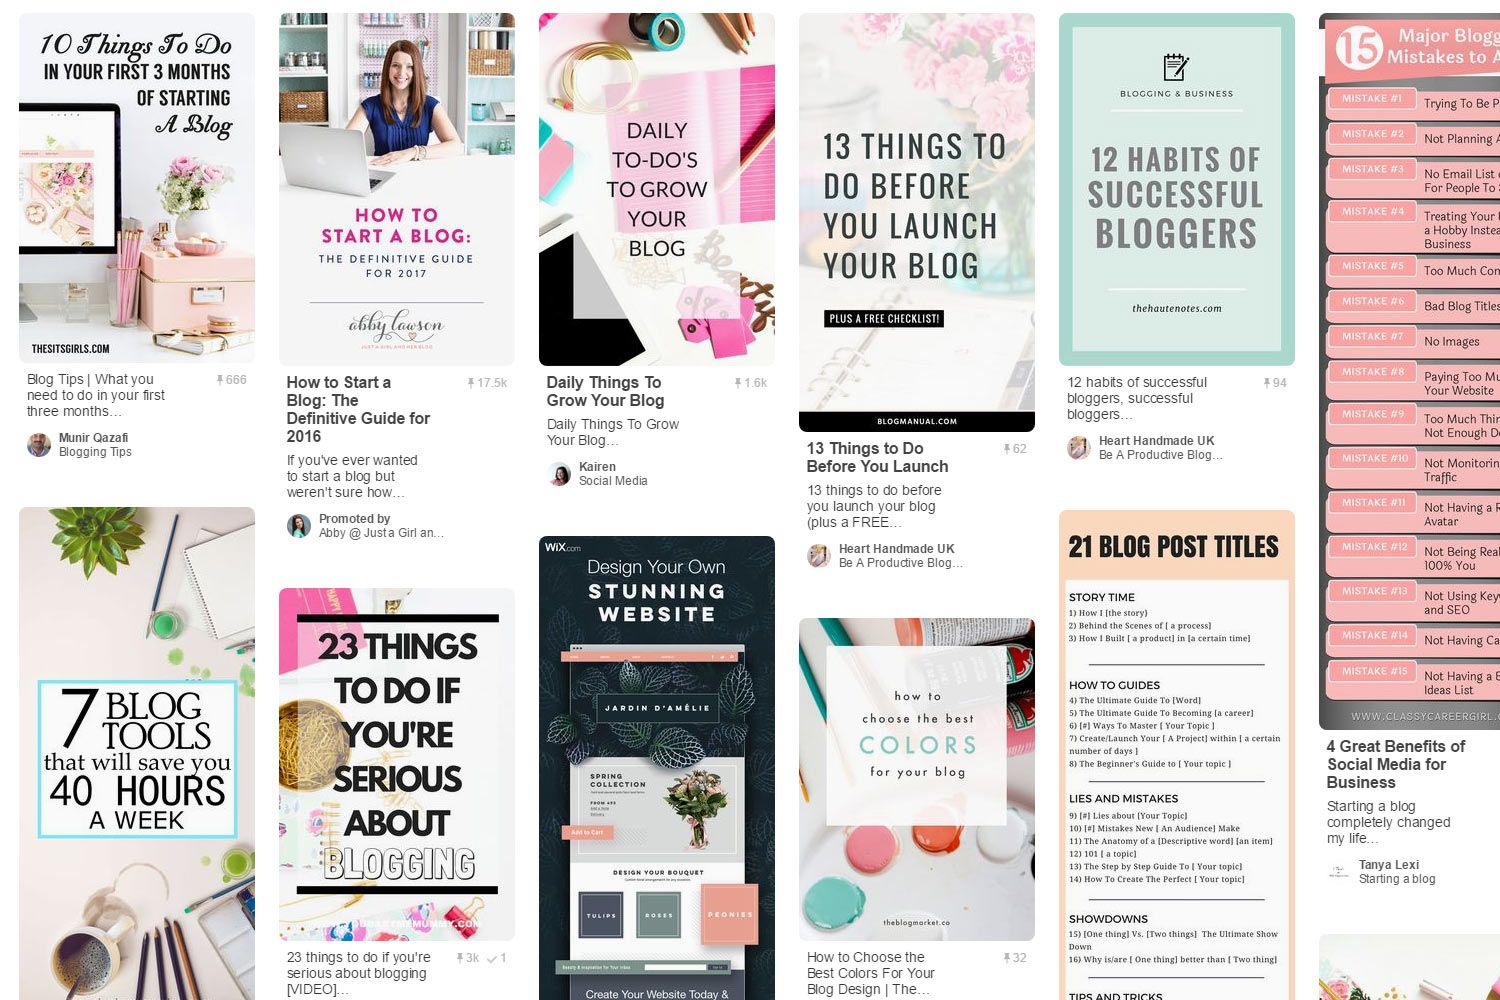 10 Things To Do
IN YOUR FIRST 3 MONTHS
OF STARTING
A Blog
THESITSGIRLS.COM
Blog Tips | What you
need to do in your first
three months...
666
Munir Qazafi
Blogging Tips
7 BLOG
TOOLS
that will save you
40 HOURS
A WEEK
HOW TO
START A BLOG:
THE DEFINITIVE GUIDE
FOR 2017
abby lawson
JUST A GIRL AND HER BLOG
How to Start a
Blog: The
Definitive Guide for
2016
17.5k
If you've ever wanted
to start a blog but
weren't sure how...
Promoted by
Abby @ Just a Girl an...
23 THINGS
TO DO IF
YOU'RE
SERIOUS
ABOUT
BLOGGING
23 things to do if you're
serious about blogging
[VIDEO]...
3k
1
DAILY
TO-DO'S
TO GROW
YOUR
BLOG
Daily Things To
Grow Your Blog
1.6k
Daily Things To Grow
Your Blog...
Kairen
Social Media
WiX.com
Design Your Own
STUNNING
WEBSITE
JARDIN D'AMÉLIE
SPRING
COLLECTION
FROM 49$
Add to Cart
DESIGN YOUR BOUQUET
TULIPS
ROSES
PEONIES
Beauty & Inspiration for Your Inbox
Create Your Website Today &
13 THINGS TO
DO BEFORE
YOU LAUNCH
YOUR BLOG
PLUS A FREE CHECKLIST!
BLOGMANUAL.COM
13 Things to Do
Before You Launch
62
13 things to do before
you launch your blog
(plus a FREE...
Heart Handmade UK
Be A Productive Blog...
how to
choose the best
COLORS
for your blog
theblogmarket.co
How to Choose the
Best Colors For Your
Blog Design | The...
32
BLOGGING & BUSINESS
12 HABITS OF
SUCCESSFUL
BLOGGERS
thehautenotes.com
12 habits of successful
bloggers, successful
bloggers...
94
Heart Handmade UK
Be A Productive Blog...
21 BLOG POST TITLES
STORY TIME
1) How I [the story}
2) Behind the Scenes of [ a process]
3) How I Built [ a product] in [a certain time]
HOW TO GUIDES
4) The Ultimate Guide To [Word]
5) The Ultimate Guide To Becoming [a career]
6) [#] Ways To Master [ Your Topic ]
7) Create/Launch Your [ A Project] within [ a certain
number of days ]
8) The Beginner's Guide to [ Your topic ]
LIES AND MISTAKES
9) [#] Lies about [Your Topic]
10) [#] Mistakes New [ An Audience] Make
11) The Anatomy of a [Descriptive word] [an item]
12) 101 [ a topic]
13) The Step by Step Guide To [ Your topic]
14) How To Create The Perfect [ Your topic]
SHOWDOWNS
15) [One thing] Vs. [Two things] The Ultimate Show
Down
16) Why is/are [ One thing] better than [ Two thing]
TIPS AND TRICKS
15 Major Blogg
Mistakes to A
MISTAKE #1 Trying To Be P
MISTAKE #2 Not Planning A
MISTAKE #3 No Email List
For People To
MISTAKE #4 Treating Your
a Hobby Instea
Business
MISTAKE #5 Too Much Con
MISTAKE #6 Bad Blog Titles
MISTAKE #7 No Images
MISTAKE #8 Paying Too Mu
Your Website
MISTAKE #9 Too Much Thin
Not Enough Do
MISTAKE #10 Not Monitorin
Traffic
MISTAKE #11 Not Having a R
Avatar
MISTAKE #12 Not Being Real
100% You
MISTAKE #13 Not Using Key
and SEO
MISTAKE #14 Not Having Ca
MISTAKE #15 Not Having a B
Ideas List
WWW.CLASSYCAREERGIRL.
4 Great Benefits of
Social Media for
Business
Starting a blog
completely changed
my life...
Tanya Lexi
Starting a blog